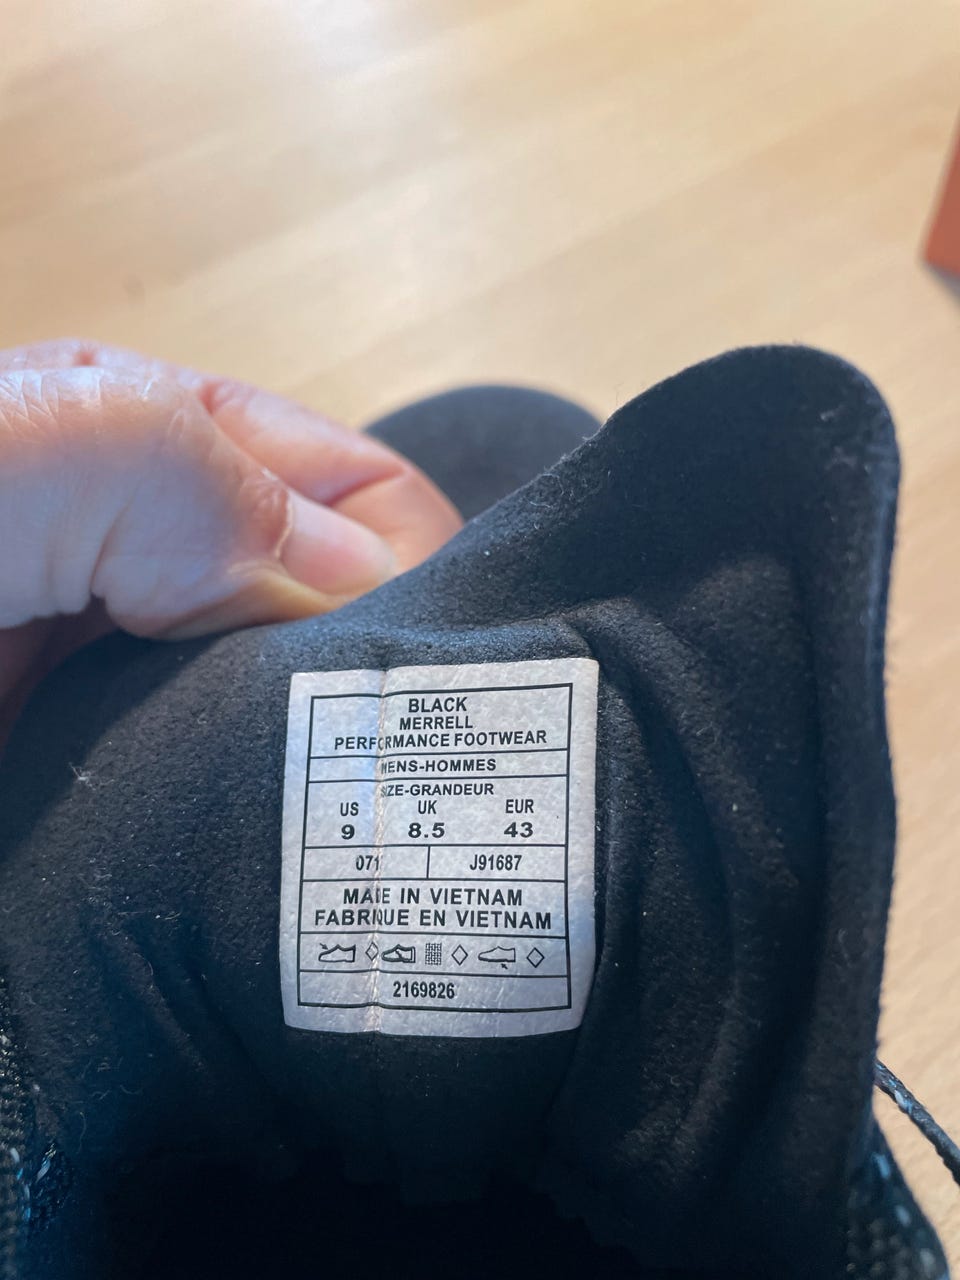 BLACK
MERRELL
PERFORMANCE FOOTWEAR
MENS-HOMMES
SIZE-GRANDEUR
US UK EUR
9 8.5 43
071 J91687
MADE IN VIETNAM
FABRIQUE EN VIETNAM
2169826